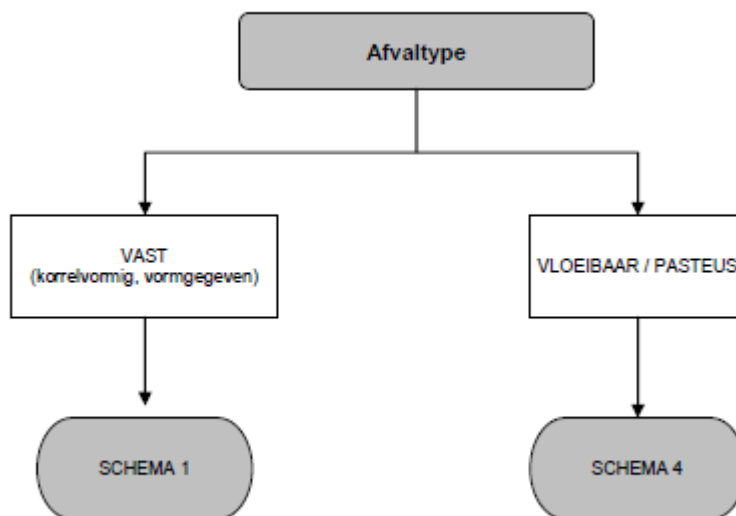 Afvaltype
VAST
(korrelvormig, vormgegeven)
VLOEIBAAR / PASTEUS
SCHEMA 1
SCHEMA 4